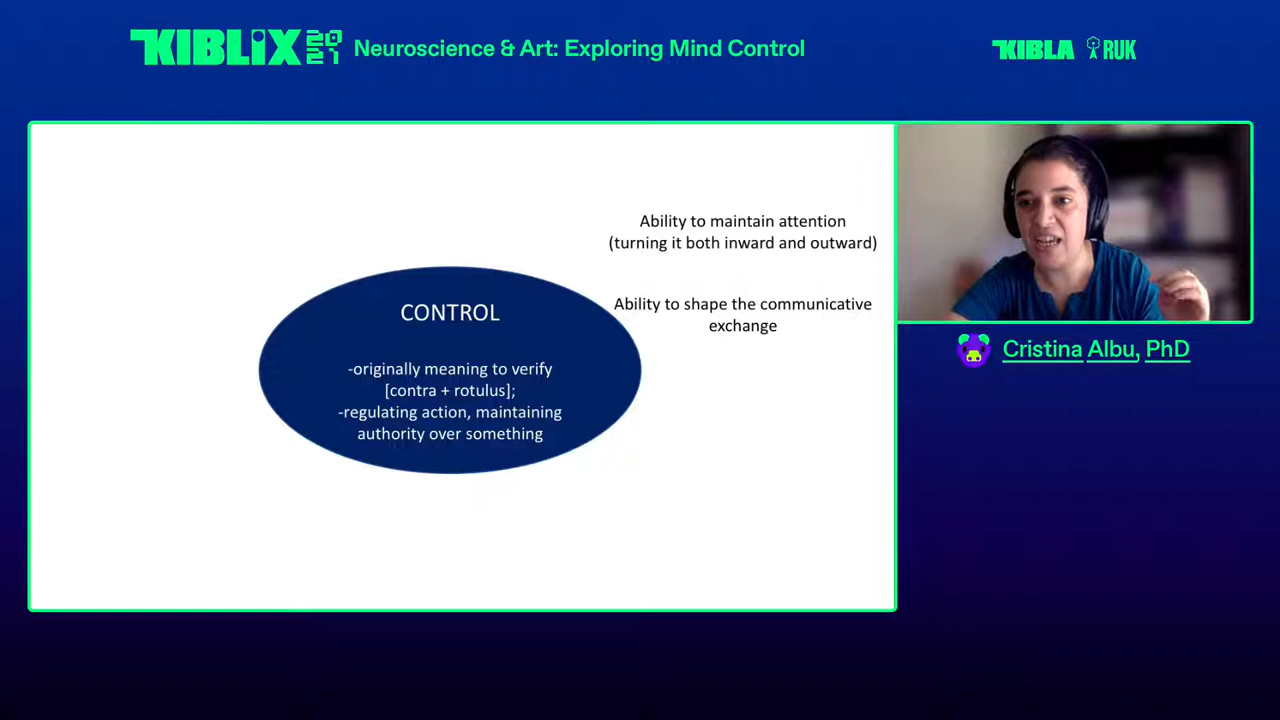 KIBLIX 2021 Neuroscience & Art: Exploring Mind Control
KIBLA RUK
Ability to maintain attention
(turning it both inward and outward)
Ability to shape the communicative
exchange
CONTROL
-originally meaning to verify
[contra + rotulus];
-regulating action, maintaining
authority over something
Cristina Albu, PhD